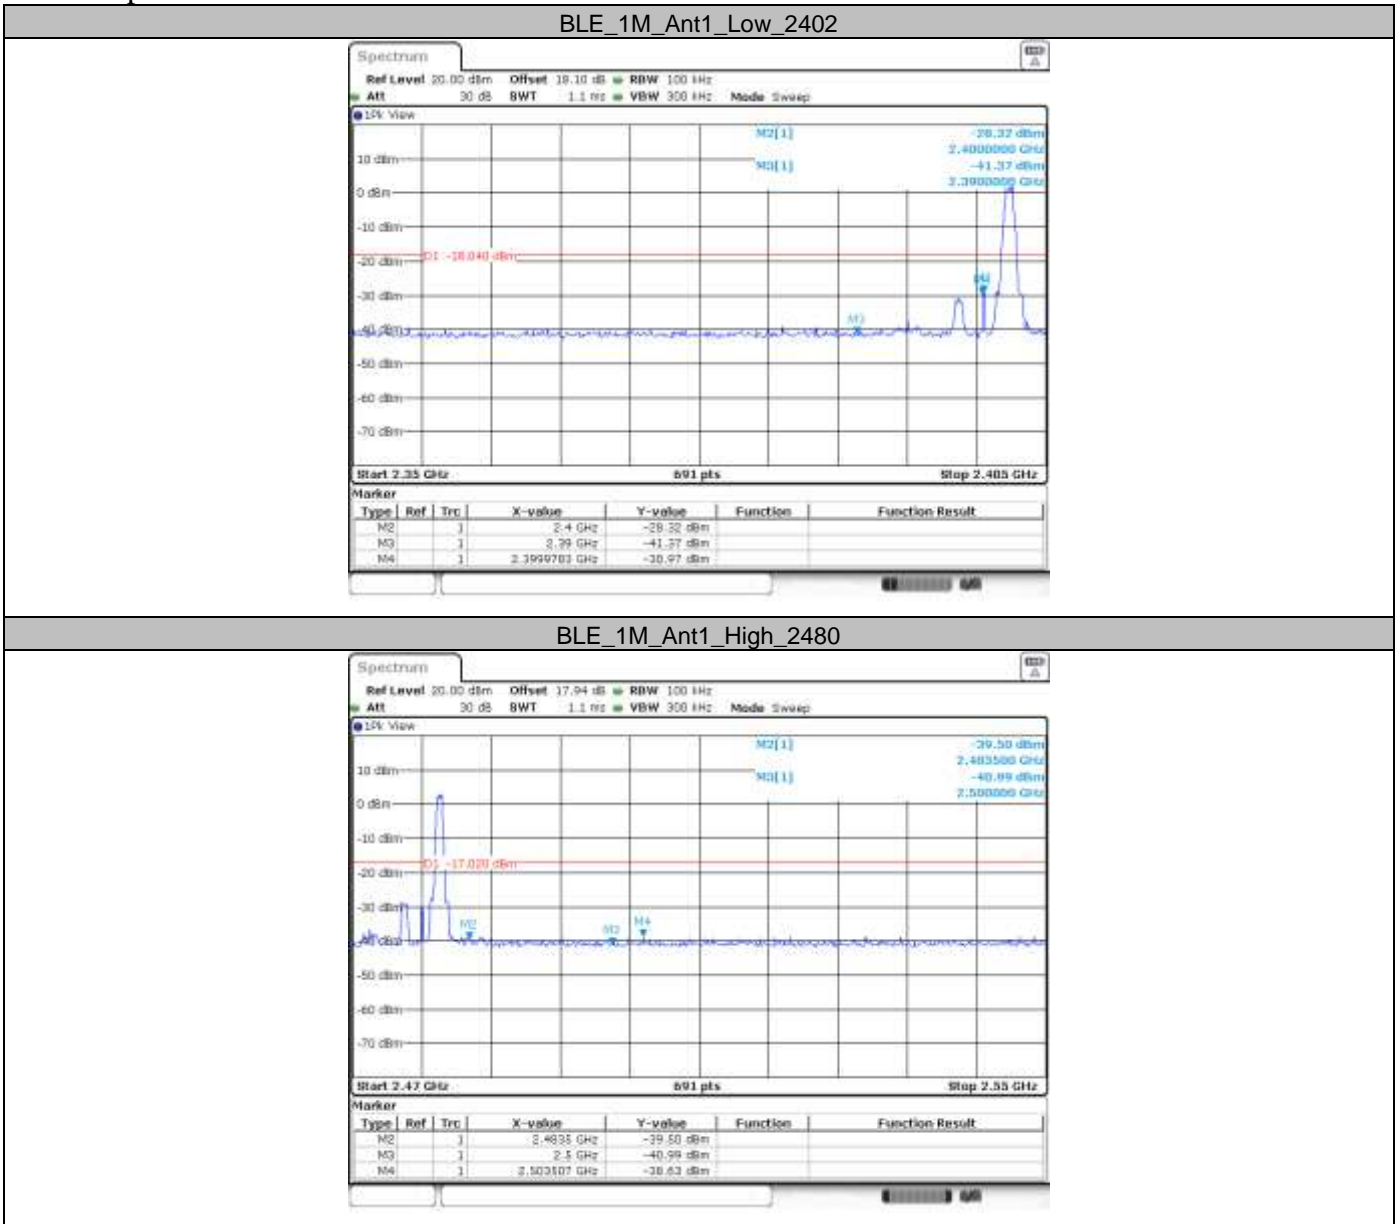 BLE_1M_Ant1_Low_2402
Spectrum
Ref Level 20.00 dBm Offset 18.10 dB RBW 100 kHz
Att 30 dB SWT 1.1 ms VBW 300 kHz Mode Sweep
1Pk View
M2[1] -28.32 dBm
2.4000000 GHz
10 dBm
M3[1] -41.37 dBm
2.3900000 GHz
0 dBm
-10 dBm
D1 -18.040 dBm
-20 dBm
-30 dBm
M3
-40 dBm
-50 dBm
-60 dBm
-70 dBm
Start 2.35 GHz 691 pts Stop 2.405 GHz
Marker
Type Ref Trc X-value Y-value Function Function Result
M2 1 2.4 GHz -28.32 dBm
M3 1 2.39 GHz -41.37 dBm
M4 1 2.3999783 GHz -30.97 dBm
BLE_1M_Ant1_High_2480
Spectrum
Ref Level 20.00 dBm Offset 17.94 dB RBW 100 kHz
Att 30 dB SWT 1.1 ms VBW 300 kHz Mode Sweep
1Pk View
M2[1] -39.50 dBm
2.483500 GHz
10 dBm
M3[1] -40.99 dBm
2.500000 GHz
0 dBm
-10 dBm
D1 -17.020 dBm
-20 dBm
-30 dBm
M2 M3 M4
-40 dBm
-50 dBm
-60 dBm
-70 dBm
Start 2.47 GHz 691 pts Stop 2.55 GHz
Marker
Type Ref Trc X-value Y-value Function Function Result
M2 1 2.4835 GHz -39.50 dBm
M3 1 2.5 GHz -40.99 dBm
M4 1 2.503507 GHz -38.63 dBm